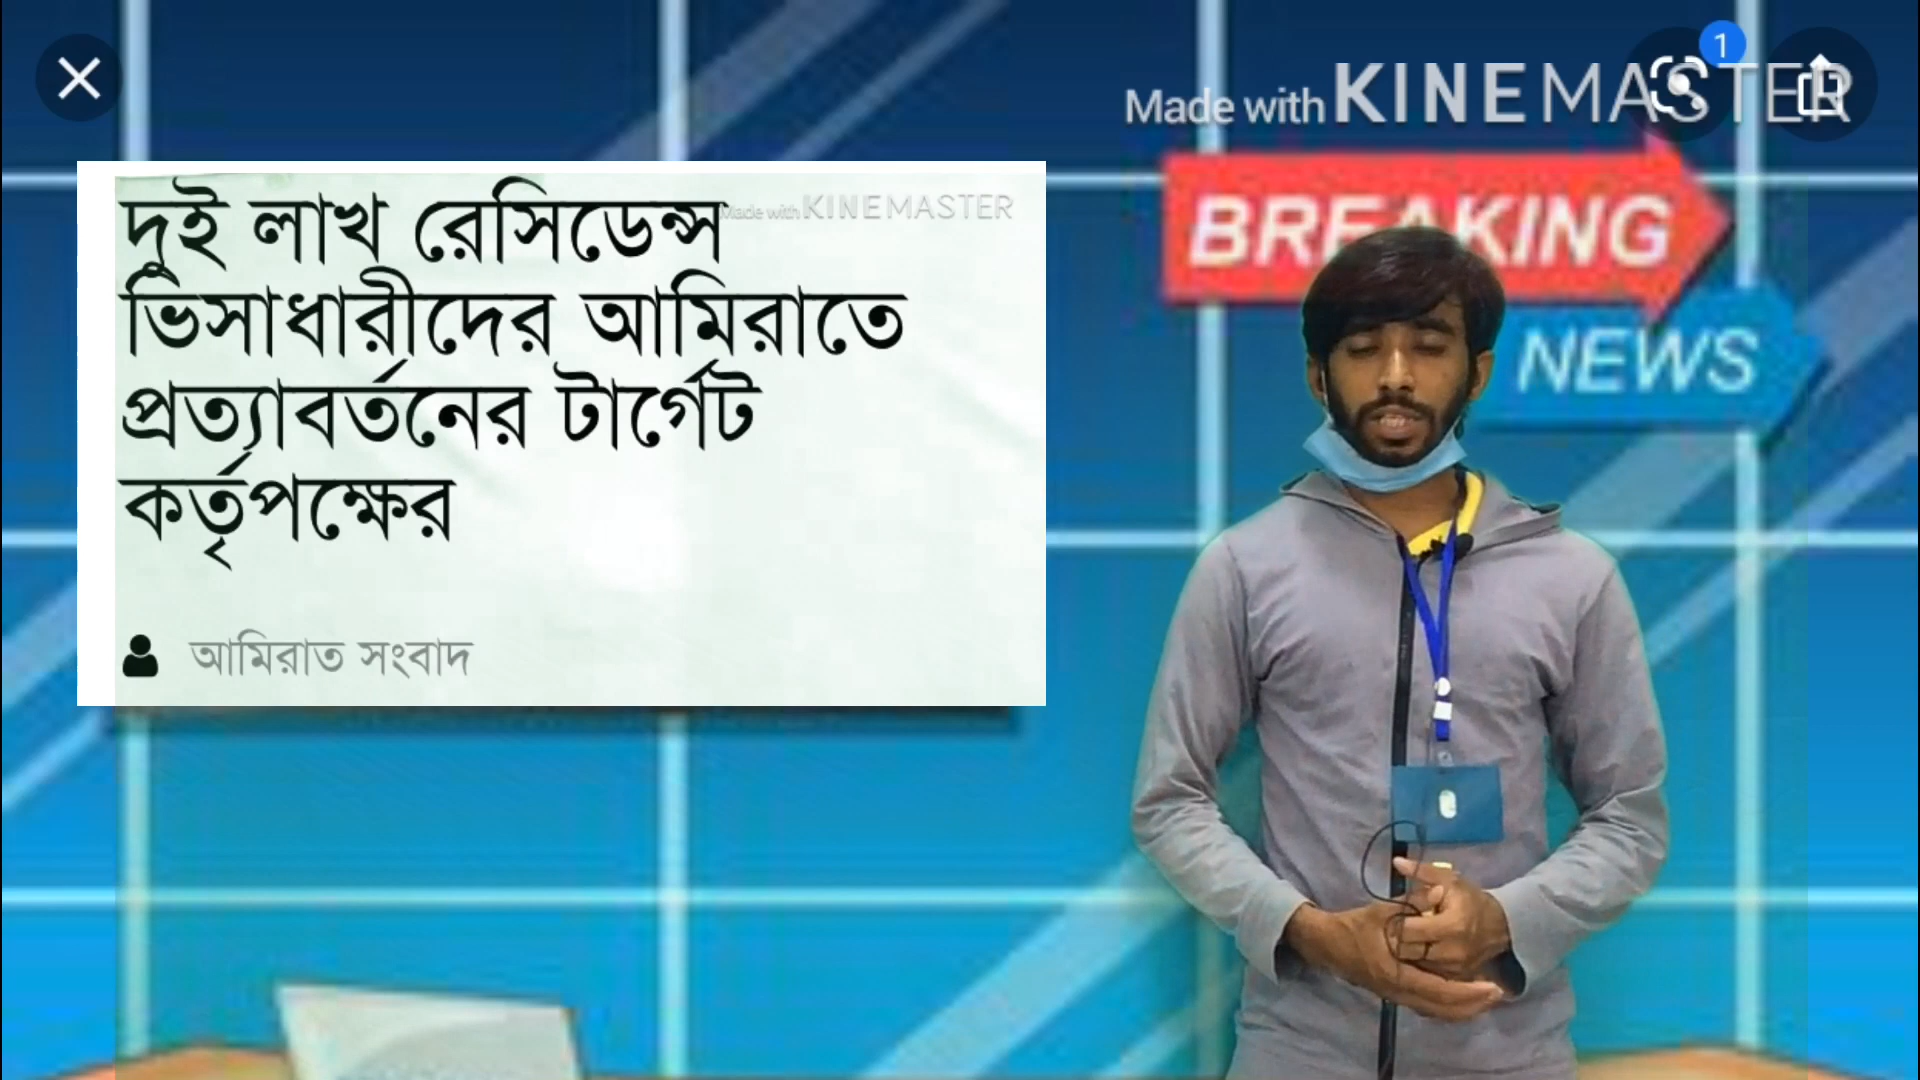 1
Made with KINEMASTER
Made with KINEMASTER
দুই লাখ রেসিডেন্স
ভিসাধারীদের আমিরাতে
প্রত্যাবর্তনের টার্গেট
কর্তৃপক্ষের
আমিরাত সংবাদ
BREAKING
NEWS